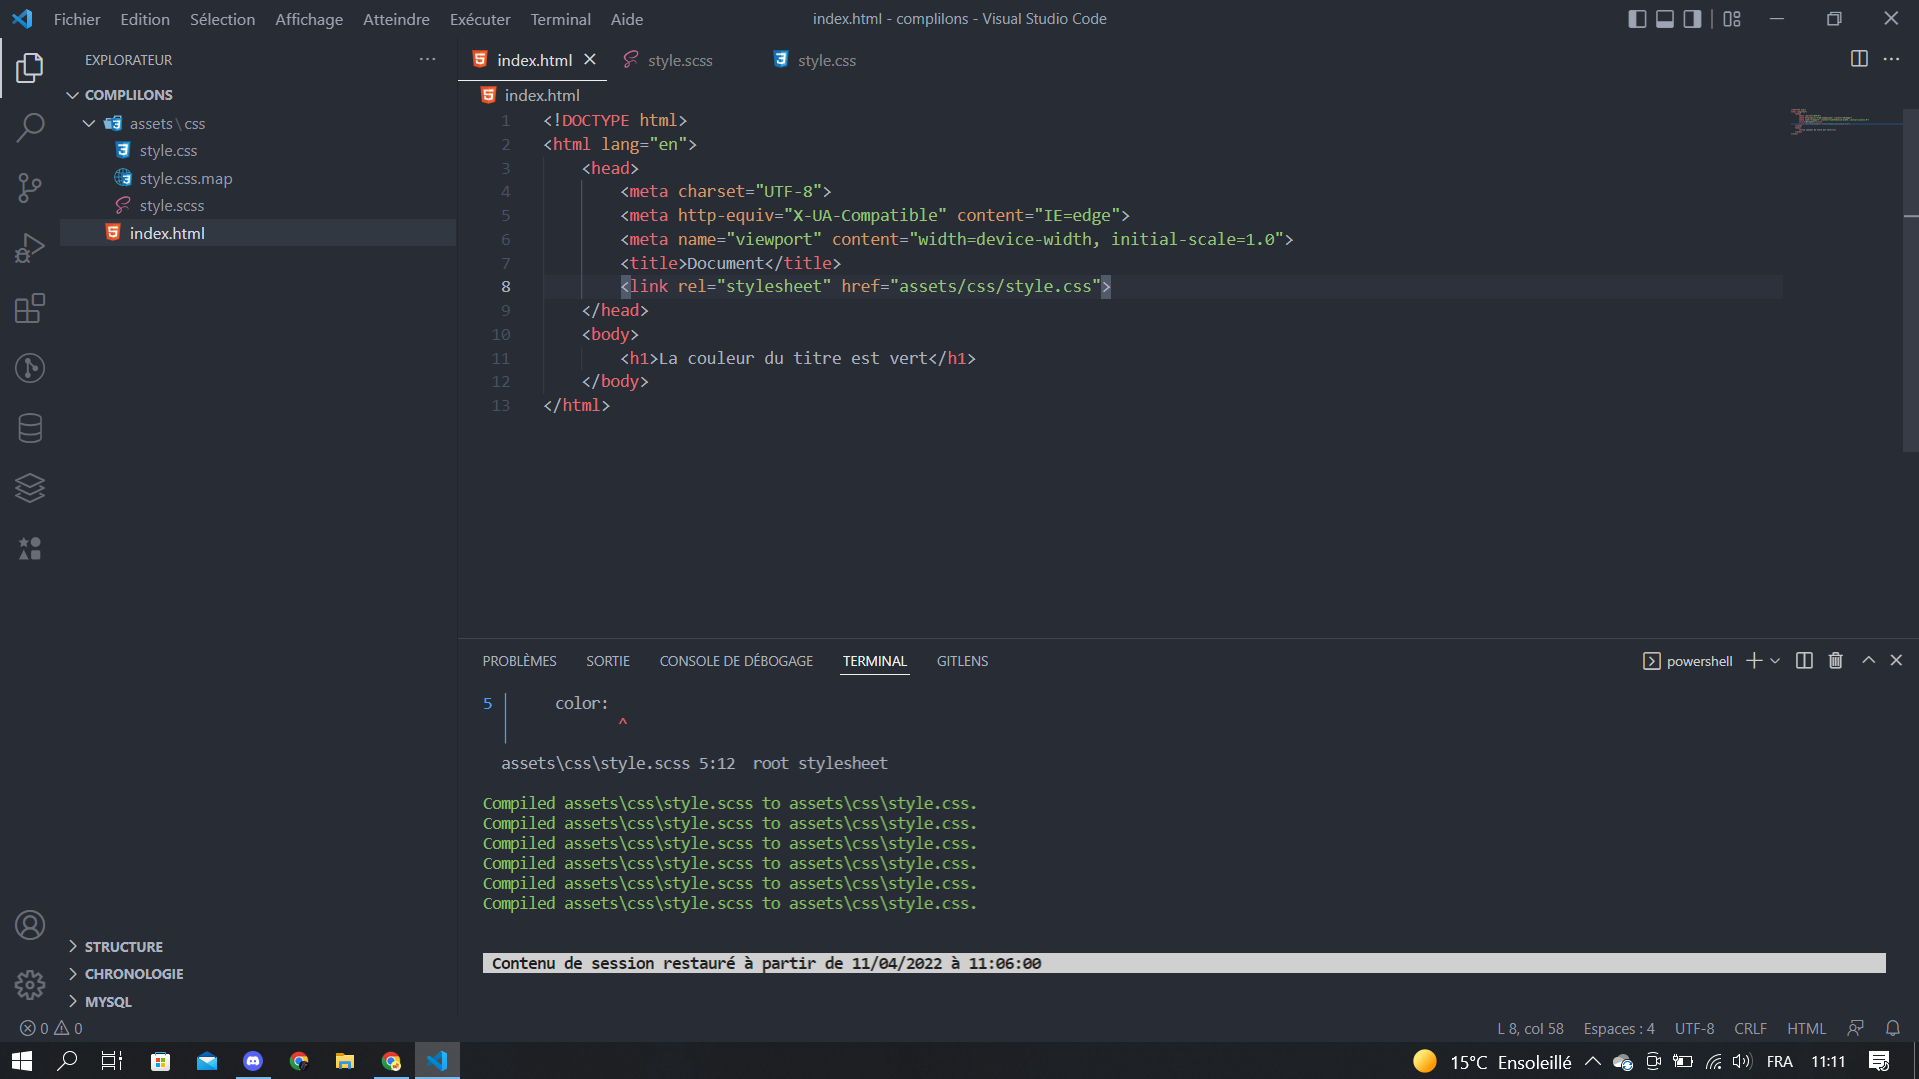 Fichier Edition Sélection Affichage Atteindre Exécuter Terminal Aide
index.html - complilons - Visual Studio Code
EXPLORATEUR
COMPLILONS
assets \ css
style.css
style.css.map
style.scss
index.html
index.html style.scss style.css
index.html
1 <!DOCTYPE html>
2 <html lang="en">
3 <head>
4 <meta charset="UTF-8">
5 <meta http-equiv="X-UA-Compatible" content="IE=edge">
6 <meta name="viewport" content="width=device-width, initial-scale=1.0">
7 <title>Document</title>
8 <link rel="stylesheet" href="assets/css/style.css">
9 </head>
10 <body>
11 <h1>La couleur du titre est vert</h1>
12 </body>
13 </html>
PROBLÈMES SORTIE CONSOLE DE DÉBOGAGE TERMINAL GITLENS
powershell
5 color:
^
assets\css\style.scss 5:12 root stylesheet
Compiled assets\css\style.scss to assets\css\style.css.
Compiled assets\css\style.scss to assets\css\style.css.
Compiled assets\css\style.scss to assets\css\style.css.
Compiled assets\css\style.scss to assets\css\style.css.
Compiled assets\css\style.scss to assets\css\style.css.
Compiled assets\css\style.scss to assets\css\style.css.
Contenu de session restauré à partir de 11/04/2022 à 11:06:00
STRUCTURE
CHRONOLOGIE
MYSQL
0 0
L 8, col 58 Espaces : 4 UTF-8 CRLF HTML
15°C Ensoleillé FRA 11:11